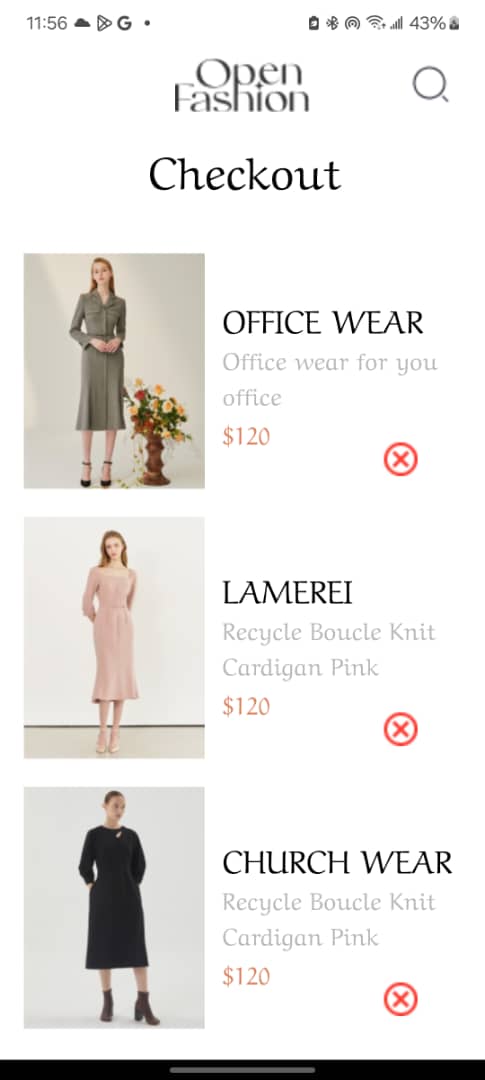 11:56 G 43%
Open
Fashion
Checkout
OFFICE WEAR
Office wear for you
office
$120
LAMEREI
Recycle Boucle Knit
Cardigan Pink
$120
CHURCH WEAR
Recycle Boucle Knit
Cardigan Pink
$120